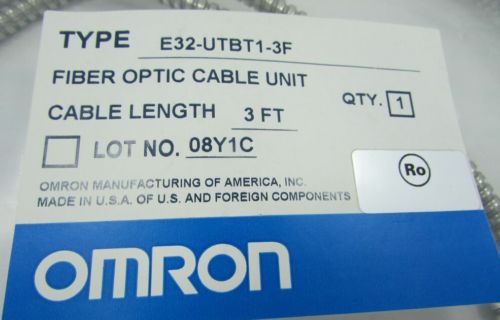 TYPE E32-UTBT1-3F
FIBER OPTIC CABLE UNIT
CABLE LENGTH 3 FT QTY. 1
LOT NO. 08Y1C
Ro
OMRON MANUFACTURING OF AMERICA, INC.
MADE IN U.S.A. OF U.S. AND FOREIGN COMPONENTS
OMRON